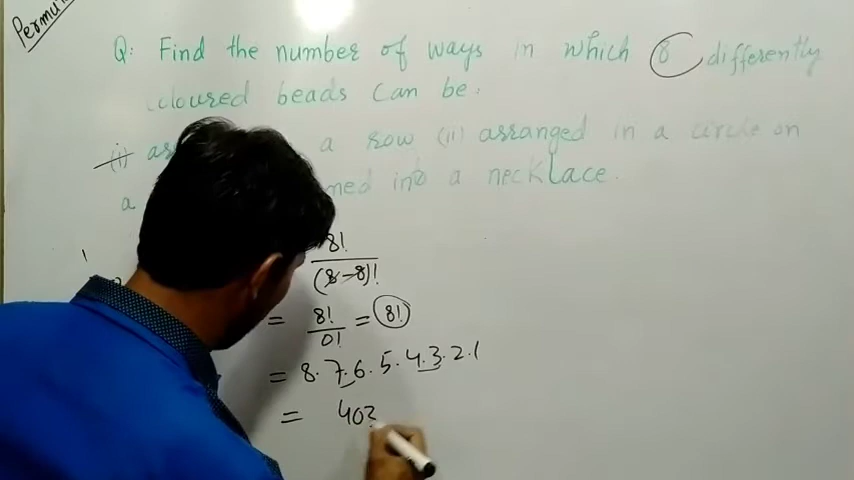 Q: Find the number of ways in which 8 differently
coloured beads can be:
(i) a row (ii) arranged in a circle on
a into a necklace.
8!
(8-8)!
= 8!/0! = 8!
= 8.7.6.5.4.3.2.1
= 403